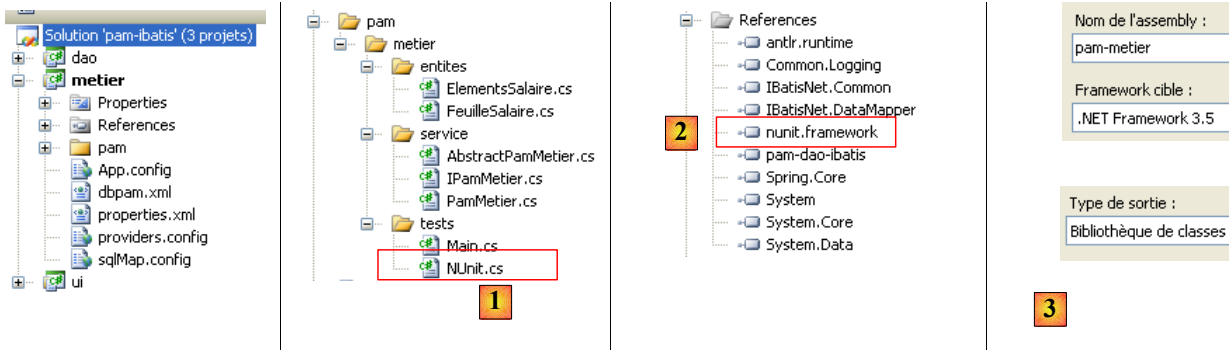 Solution 'pam-ibatis' (3 projets)
dao
metier
Properties
References
pam
App.config
dbpam.xml
properties.xml
providers.config
sqlMap.config
ui
pam
metier
entites
ElementsSalaire.cs
FeuilleSalaire.cs
service
AbstractPamMetier.cs
IPamMetier.cs
PamMetier.cs
tests
Main.cs
NUnit.cs
1
References
antlr.runtime
Common.Logging
IBatisNet.Common
IBatisNet.DataMapper
2
nunit.framework
pam-dao-ibatis
Spring.Core
System
System.Core
System.Data
Nom de l'assembly :
pam-metier
Framework cible :
.NET Framework 3.5
Type de sortie :
Bibliothèque de classes
3